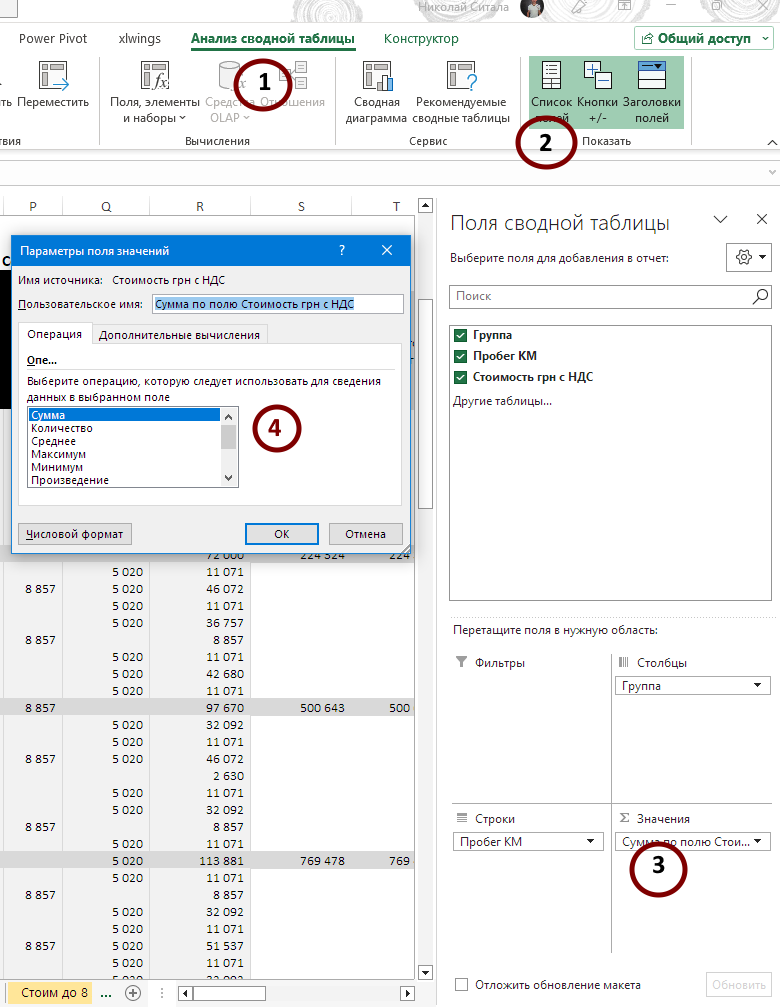 Николай Ситала
Power Pivot xlwings Анализ сводной таблицы Конструктор Общий доступ
ть Переместить Поля, элементы и наборы Средства OLAP Отношения Сводная диаграмма Рекомендуемые сводные таблицы Список полей Кнопки +/- Заголовки полей
1
2
вия Вычисления Сервис Показать
P Q R S T
Поля сводной таблицы
Выберите поля для добавления в отчет:
Поиск
Группа
Пробег КМ
Стоимость грн с НДС
Другие таблицы...
Параметры поля значений ?
Имя источника: Стоимость грн с НДС
Пользовательское имя: Сумма по полю Стоимость грн с НДС
Операция Дополнительные вычисления
Опе...
Выберите операцию, которую следует использовать для сведения
данных в выбранном поле
Сумма
Количество
Среднее
Максимум
Минимум
Произведение
4
Числовой формат ОК Отмена
72 000 224 324 224
5 020 11 071
8 857 5 020 46 072
5 020 11 071
5 020 36 757
8 857 8 857
5 020 11 071
5 020 42 680
5 020 11 071
8 857 97 670 500 643 500
5 020 32 092
5 020 11 071
8 857 5 020 46 072
2 630
5 020 11 071
5 020 32 092
8 857 8 857
5 020 11 071
5 020 113 881 769 478 769
5 020 11 071
8 857 8 857
5 020 32 092
5 020 11 071
8 857 5 020 51 537
5 020 11 071
5 020 32 092
Перетащите поля в нужную область:
Фильтры Столбцы
Группа
Строки Значения
Пробег КМ Сумма по полю Стои...
3
Стоим до 8 ...
Отложить обновление макета Обновить